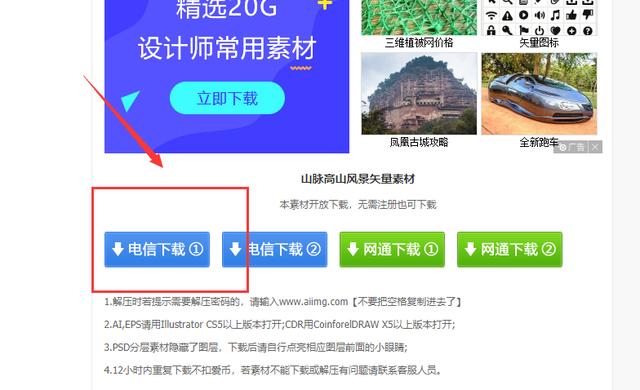 精选20G
设计师常用素材
立即下载
三维植被网价格
矢量图标
凤凰古城攻略
全新跑车
广告
山脉高山风景矢量素材
本素材开放下载，无需注册也可下载
电信下载①
电信下载②
网通下载①
网通下载②
1.解压时若提示需要解压密码的，请输入www.aiimg.com【不要把空格复制进去了】
2.AI,EPS请用Illustrator CS5以上版本打开;CDR用CoinforelDRAW X5以上版本打开;
3.PSD分层素材隐藏了图层，下载后请自行点亮相应图层前面的小眼睛;
4.12小时内重复下载不扣爱币，若素材不能下载或解压有问题请联系客服人员。